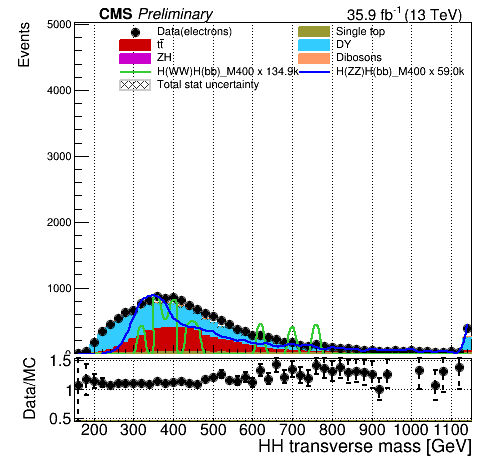 CMS Preliminary 35.9 fb⁻¹ (13 TeV)
Events
5000
4000
3000
2000
1000
0
Data(electrons)
Single top
tt̄
DY
ZH
Dibosons
H(WW)H(bb)_M400 x 134.9k
H(ZZ)H(bb)_M400 x 59.0k
Total stat uncertainty
Data/MC
1.5
1
0.5
200 300 400 500 600 700 800 900 1000 1100
HH transverse mass [GeV]